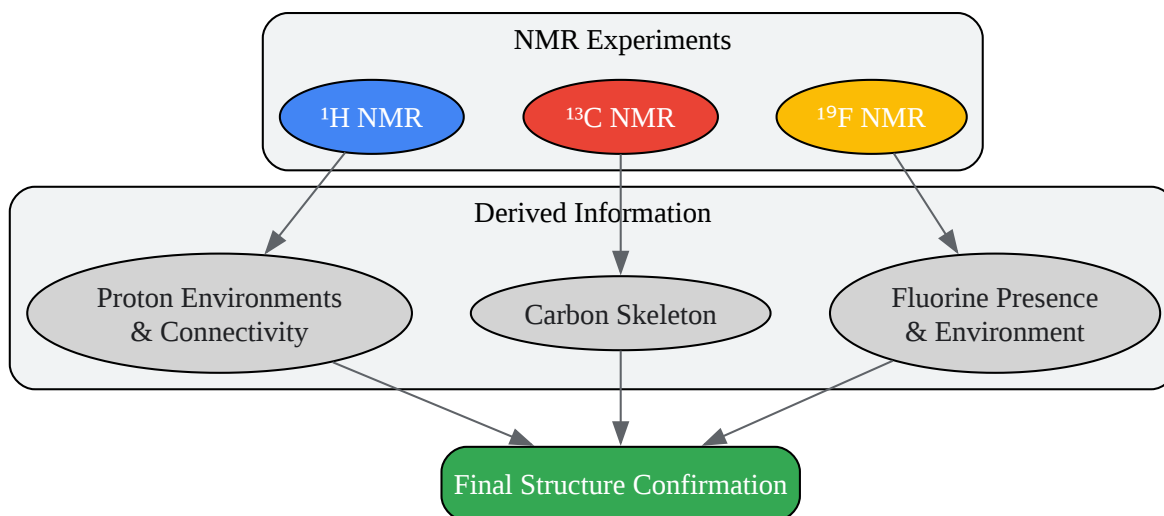 NMR Experiments
¹H NMR
¹³C NMR
¹⁹F NMR
Derived Information
Proton Environments
& Connectivity
Carbon Skeleton
Fluorine Presence
& Environment
Final Structure Confirmation